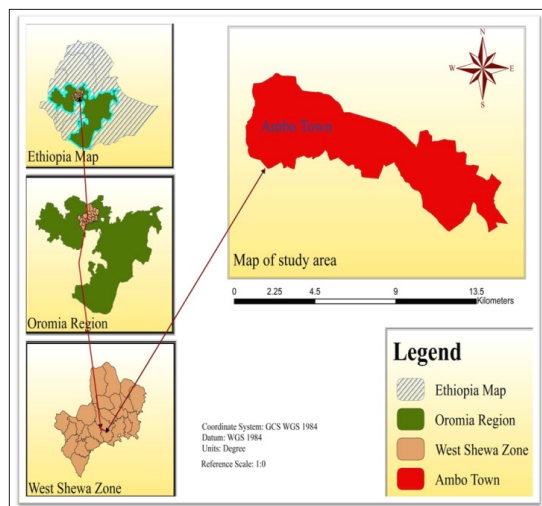 N
W E
S
Ambo Town
Ethiopia Map
Map of study area
0 2.25 4.5 9 13.5
Kilometers
Oromia Region
Legend
Ethiopia Map
Oromia Region
West Shewa Zone
Ambo Town
Coordinate System: GCS WGS 1984
Datum: WGS 1984
Units: Degree
Reference Scale: 1:0
West Shewa Zone